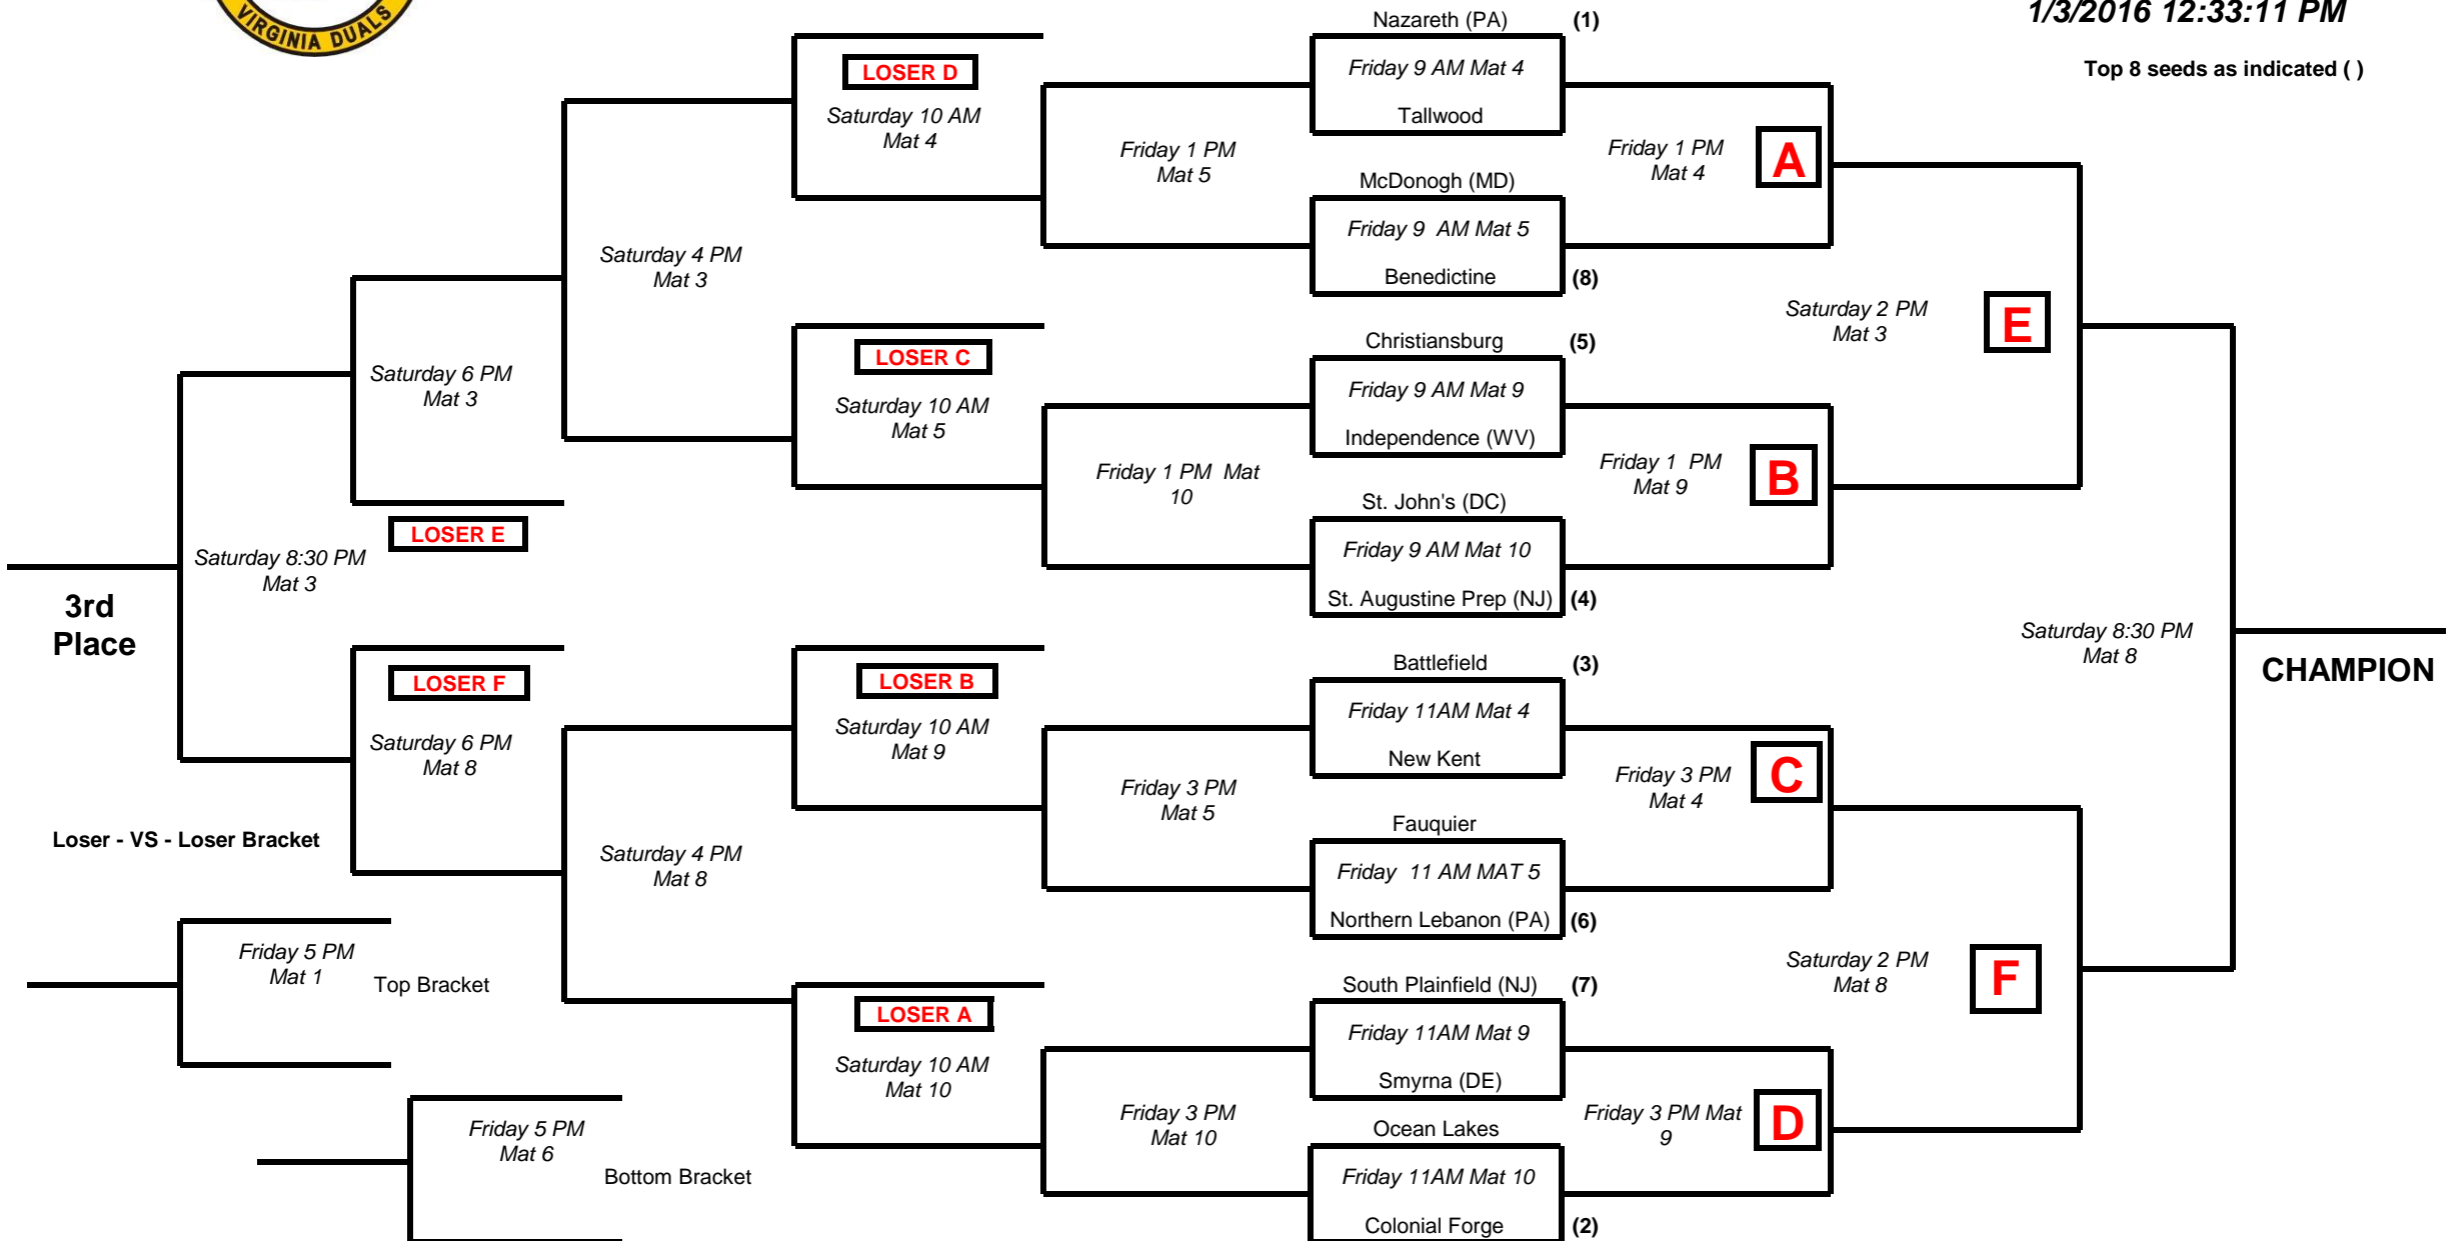 VIRGINIA DUALS
1/3/2016 12:33:11 PM
Top 8 seeds as indicated ( )
Nazareth (PA) (1)
Friday 9 AM Mat 4
Tallwood
McDonogh (MD)
Friday 9  AM Mat 5
Benedictine (8)
Christiansburg (5)
Friday 9 AM Mat 9
Independence (WV)
St. John's (DC)
Friday 9 AM Mat 10
St. Augustine Prep (NJ) (4)
Battlefield (3)
Friday 11AM Mat 4
New Kent
Fauquier
Friday  11 AM MAT 5
Northern Lebanon (PA) (6)
South Plainfield (NJ) (7)
Friday 11AM Mat 9
Smyrna (DE)
Ocean Lakes
Friday 11AM Mat 10
Colonial Forge (2)
Friday 1 PM
Mat 4
A
Friday 1  PM
Mat 9
B
Friday 3 PM
Mat 4
C
Friday 3 PM Mat
9
D
Saturday 2 PM
Mat 3
E
Saturday 2 PM
Mat 8
F
Saturday 8:30 PM
Mat 8
CHAMPION
Friday 1 PM
Mat 5
Friday 1 PM  Mat
10
Friday 3 PM
Mat 5
Friday 3 PM
Mat 10
LOSER D
Saturday 10 AM
Mat 4
LOSER C
Saturday 10 AM
Mat 5
LOSER B
Saturday 10 AM
Mat 9
LOSER A
Saturday 10 AM
Mat 10
Saturday 4 PM
Mat 3
Saturday 4 PM
Mat 8
Saturday 6 PM
Mat 3
LOSER E
LOSER F
Saturday 6 PM
Mat 8
Saturday 8:30 PM
Mat 3
3rd
Place
Loser - VS - Loser Bracket
Friday 5 PM
Mat 1
Top Bracket
Friday 5 PM
Mat 6
Bottom Bracket